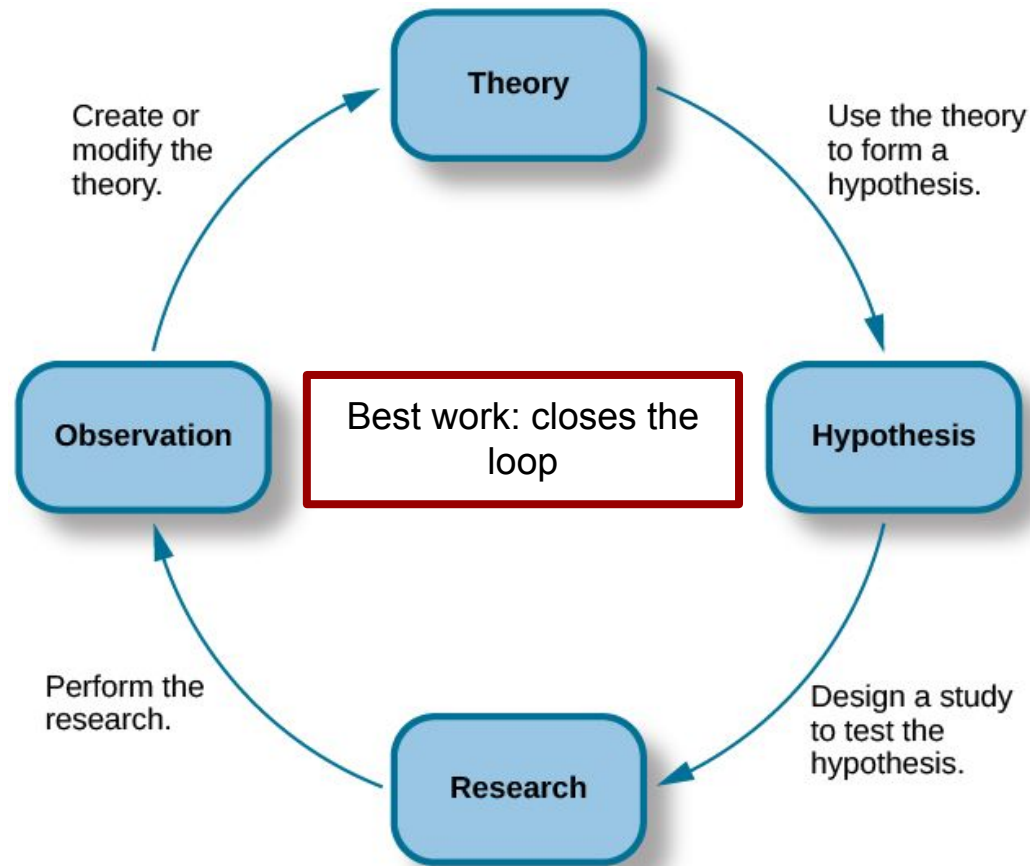 Theory
Create or
modify the
theory.
Use the theory
to form a
hypothesis.
Observation
Best work: closes the
loop
Hypothesis
Perform the
research.
Design a study
to test the
hypothesis.
Research